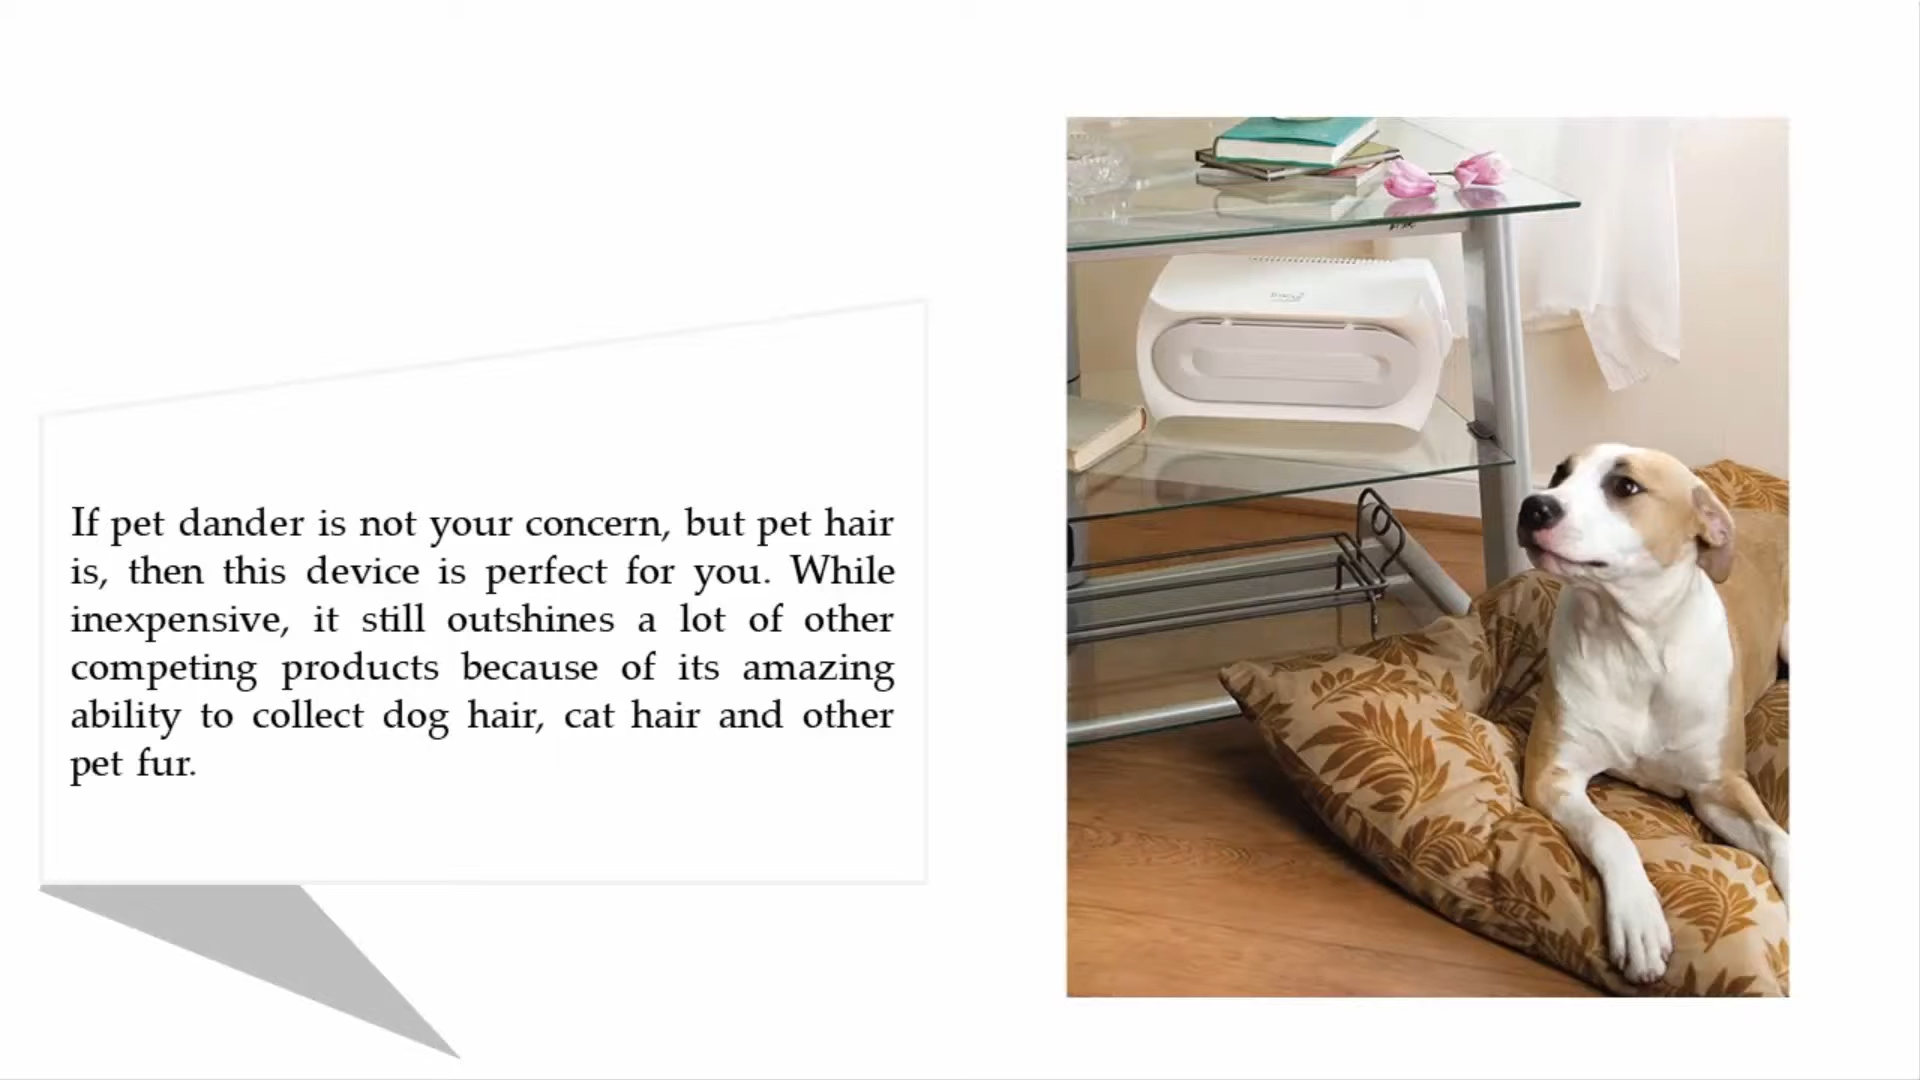 If pet dander is not your concern, but pet hair
is, then this device is perfect for you. While
inexpensive, it still outshines a lot of other
competing products because of its amazing
ability to collect dog hair, cat hair and other
pet fur.